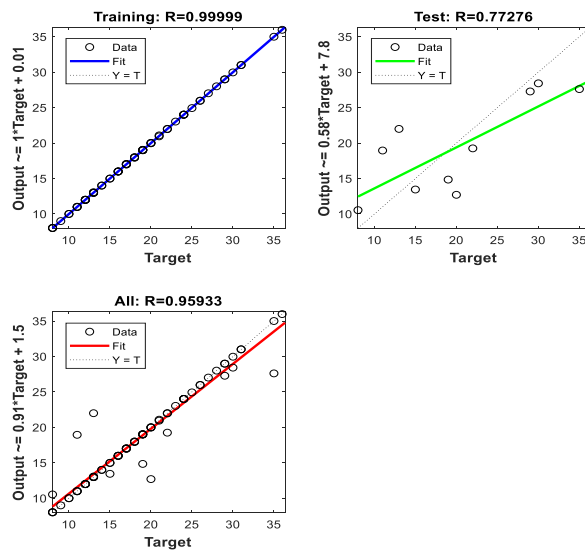 Training: R=0.99999
Output ~= 1*Target + 0.01
Data
Fit
Y = T
35
30
25
20
15
10
10 15 20 25 30 35
Target
Test: R=0.77276
Output ~= 0.58*Target + 7.8
Data
Fit
Y = T
35
30
25
20
15
10
10 15 20 25 30 35
Target
All: R=0.95933
Output ~= 0.91*Target + 1.5
Data
Fit
Y = T
35
30
25
20
15
10
10 15 20 25 30 35
Target